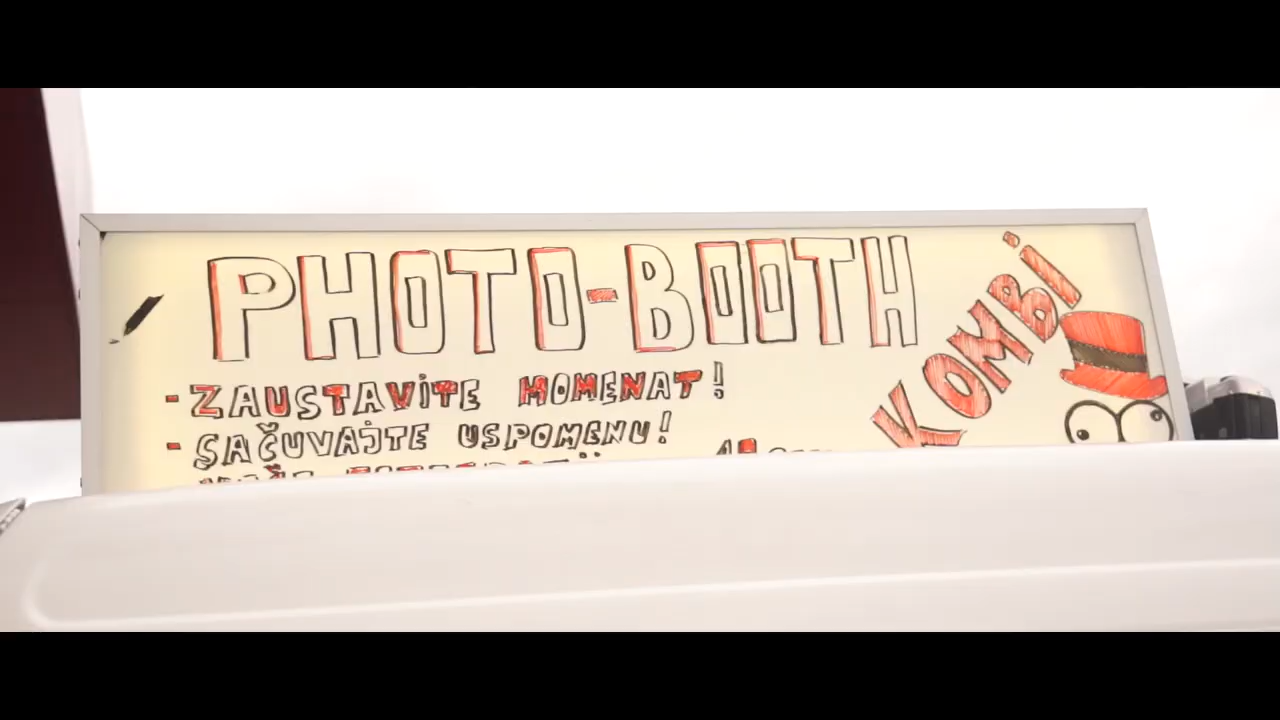 PHOTO-BOOTH
KOMBi
- ZAUSTAViTE MOMENAT!
- SAČUVAJTE USPOMENU!